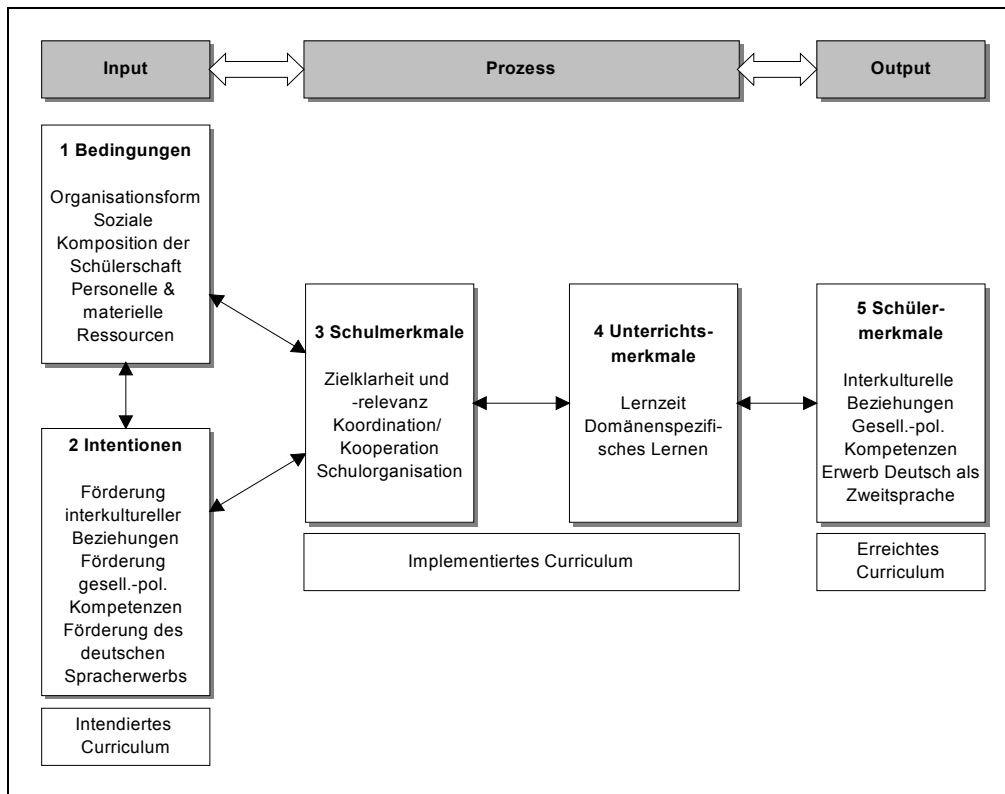 Input
Prozess
Output
1 Bedingungen
Organisationsform
Soziale
Komposition der
Schülerschaft
Personelle &
materielle
Ressourcen
2 Intentionen
Förderung
interkultureller
Beziehungen
Förderung
gesell.-pol.
Kompetenzen
Förderung des
deutschen
Spracherwerbs
Intendiertes
Curriculum
3 Schulmerkmale
Zielklarheit und
-relevanz
Koordination/
Kooperation
Schulorganisation
4 Unterrichts-
merkmale
Lernzeit
Domänenspezifi-
sches Lernen
Implementiertes Curriculum
5 Schüler-
merkmale
Interkulturelle
Beziehungen
Gesell.-pol.
Kompetenzen
Erwerb Deutsch als
Zweitsprache
Erreichtes
Curriculum